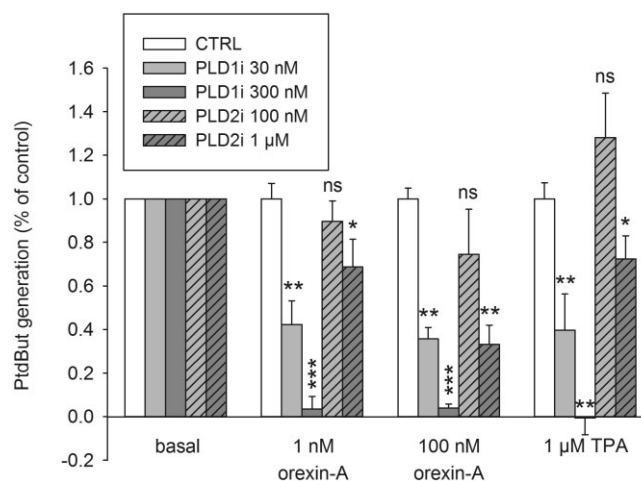 CTRL
PLD1i 30 nM
PLD1i 300 nM
PLD2i 100 nM
PLD2i 1 µM
PtdBut generation (% of control)
1.6
1.4
1.2
1.0
0.8
0.6
0.4
0.2
0.0
-0.2
**
***
ns
*
**
***
ns
**
**
**
ns
*
basal
1 nM
orexin-A
100 nM
orexin-A
1 µM TPA